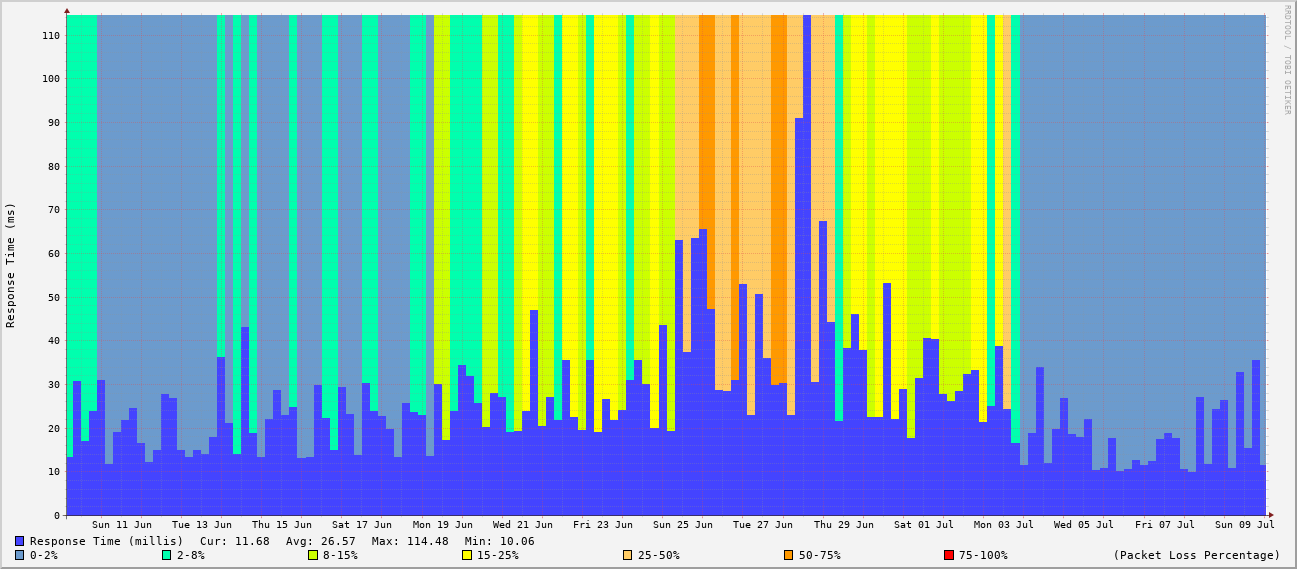 RRDTOOL / TOBI OETIKER
Response Time (ms)
110
100
90
80
70
60
50
40
30
20
10
0
Sun 11 Jun Tue 13 Jun Thu 15 Jun Sat 17 Jun Mon 19 Jun Wed 21 Jun Fri 23 Jun Sun 25 Jun Tue 27 Jun Thu 29 Jun Sat 01 Jul Mon 03 Jul Wed 05 Jul Fri 07 Jul Sun 09 Jul
Response Time (millis) Cur: 11.68 Avg: 26.57 Max: 114.48 Min: 10.06
0-2% 2-8% 8-15% 15-25% 25-50% 50-75% 75-100% (Packet Loss Percentage)